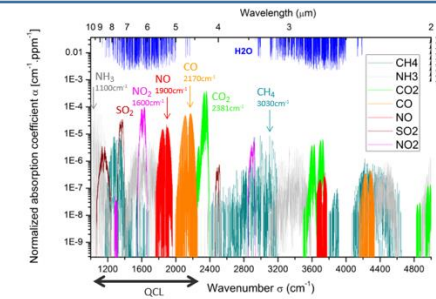 Wavelength (µm)
10 9 8 7 6 5 4 3 2
0.01
1E-3
1E-4
1E-5
1E-6
1E-7
1E-8
1E-9
Normalized absorption coefficient α [cm⁻¹.ppm⁻¹]
H2O
NH₃
1100cm⁻¹
SO₂
NO₂
1600cm⁻¹
NO
1900cm⁻¹
CO
2170cm⁻¹
CO₂
2381cm⁻¹
CH₄
3030cm⁻¹
CH4
NH3
CO2
CO
NO
SO2
NO2
1200 1600 2000 2400 2800 3200 3600 4000 4400 4800
QCL
Wavenumber σ (cm⁻¹)